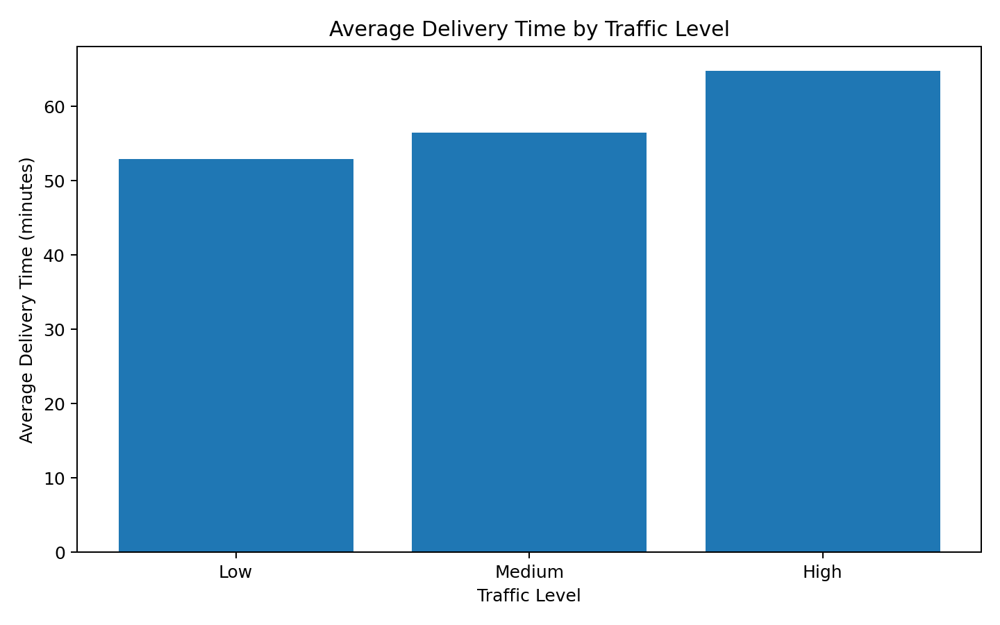 Average Delivery Time by Traffic Level
Average Delivery Time (minutes)
60
50
40
30
20
10
0
Low Medium High
Traffic Level